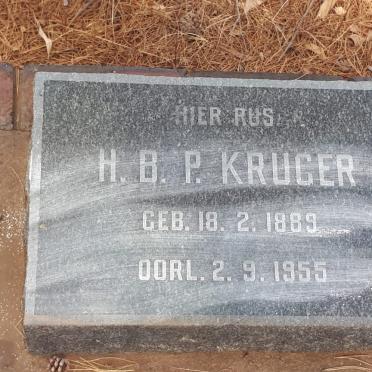 HIER RUS
H. B. P. KRUGER
GEB. 18. 2. 1889
OORL. 2. 9. 1955